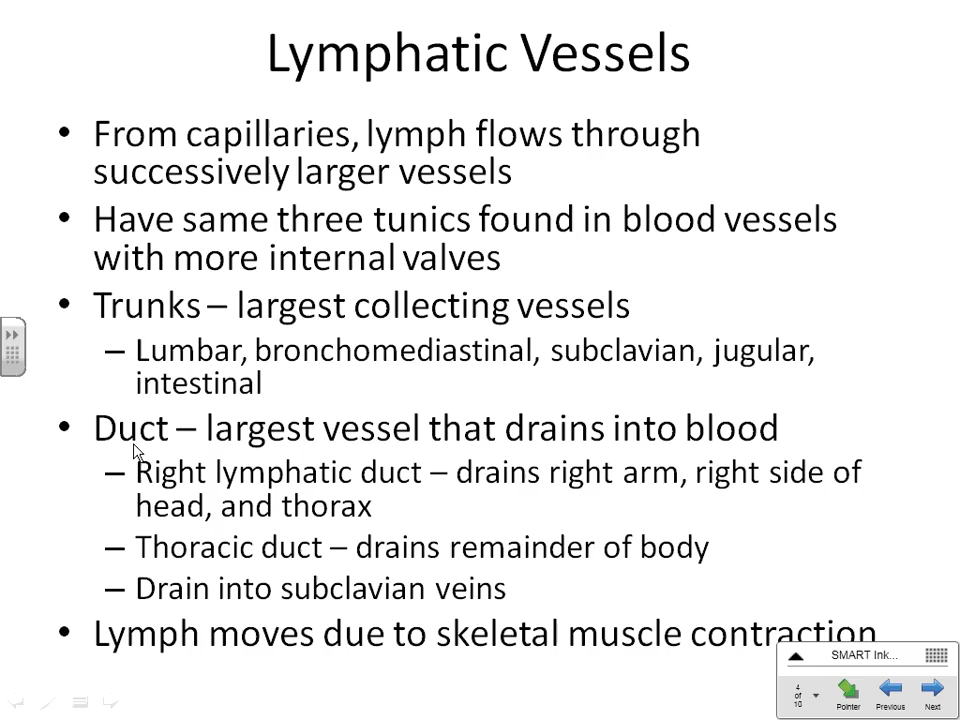 Lymphatic Vessels
• From capillaries, lymph flows through
successively larger vessels
• Have same three tunics found in blood vessels
with more internal valves
• Trunks – largest collecting vessels
– Lumbar, bronchomediastinal, subclavian, jugular,
intestinal
• Duct – largest vessel that drains into blood
– Right lymphatic duct – drains right arm, right side of
head, and thorax
– Thoracic duct – drains remainder of body
– Drain into subclavian veins
• Lymph moves due to skeletal muscle contraction
SMART Ink...
4
of
10
Pointer Previous Next